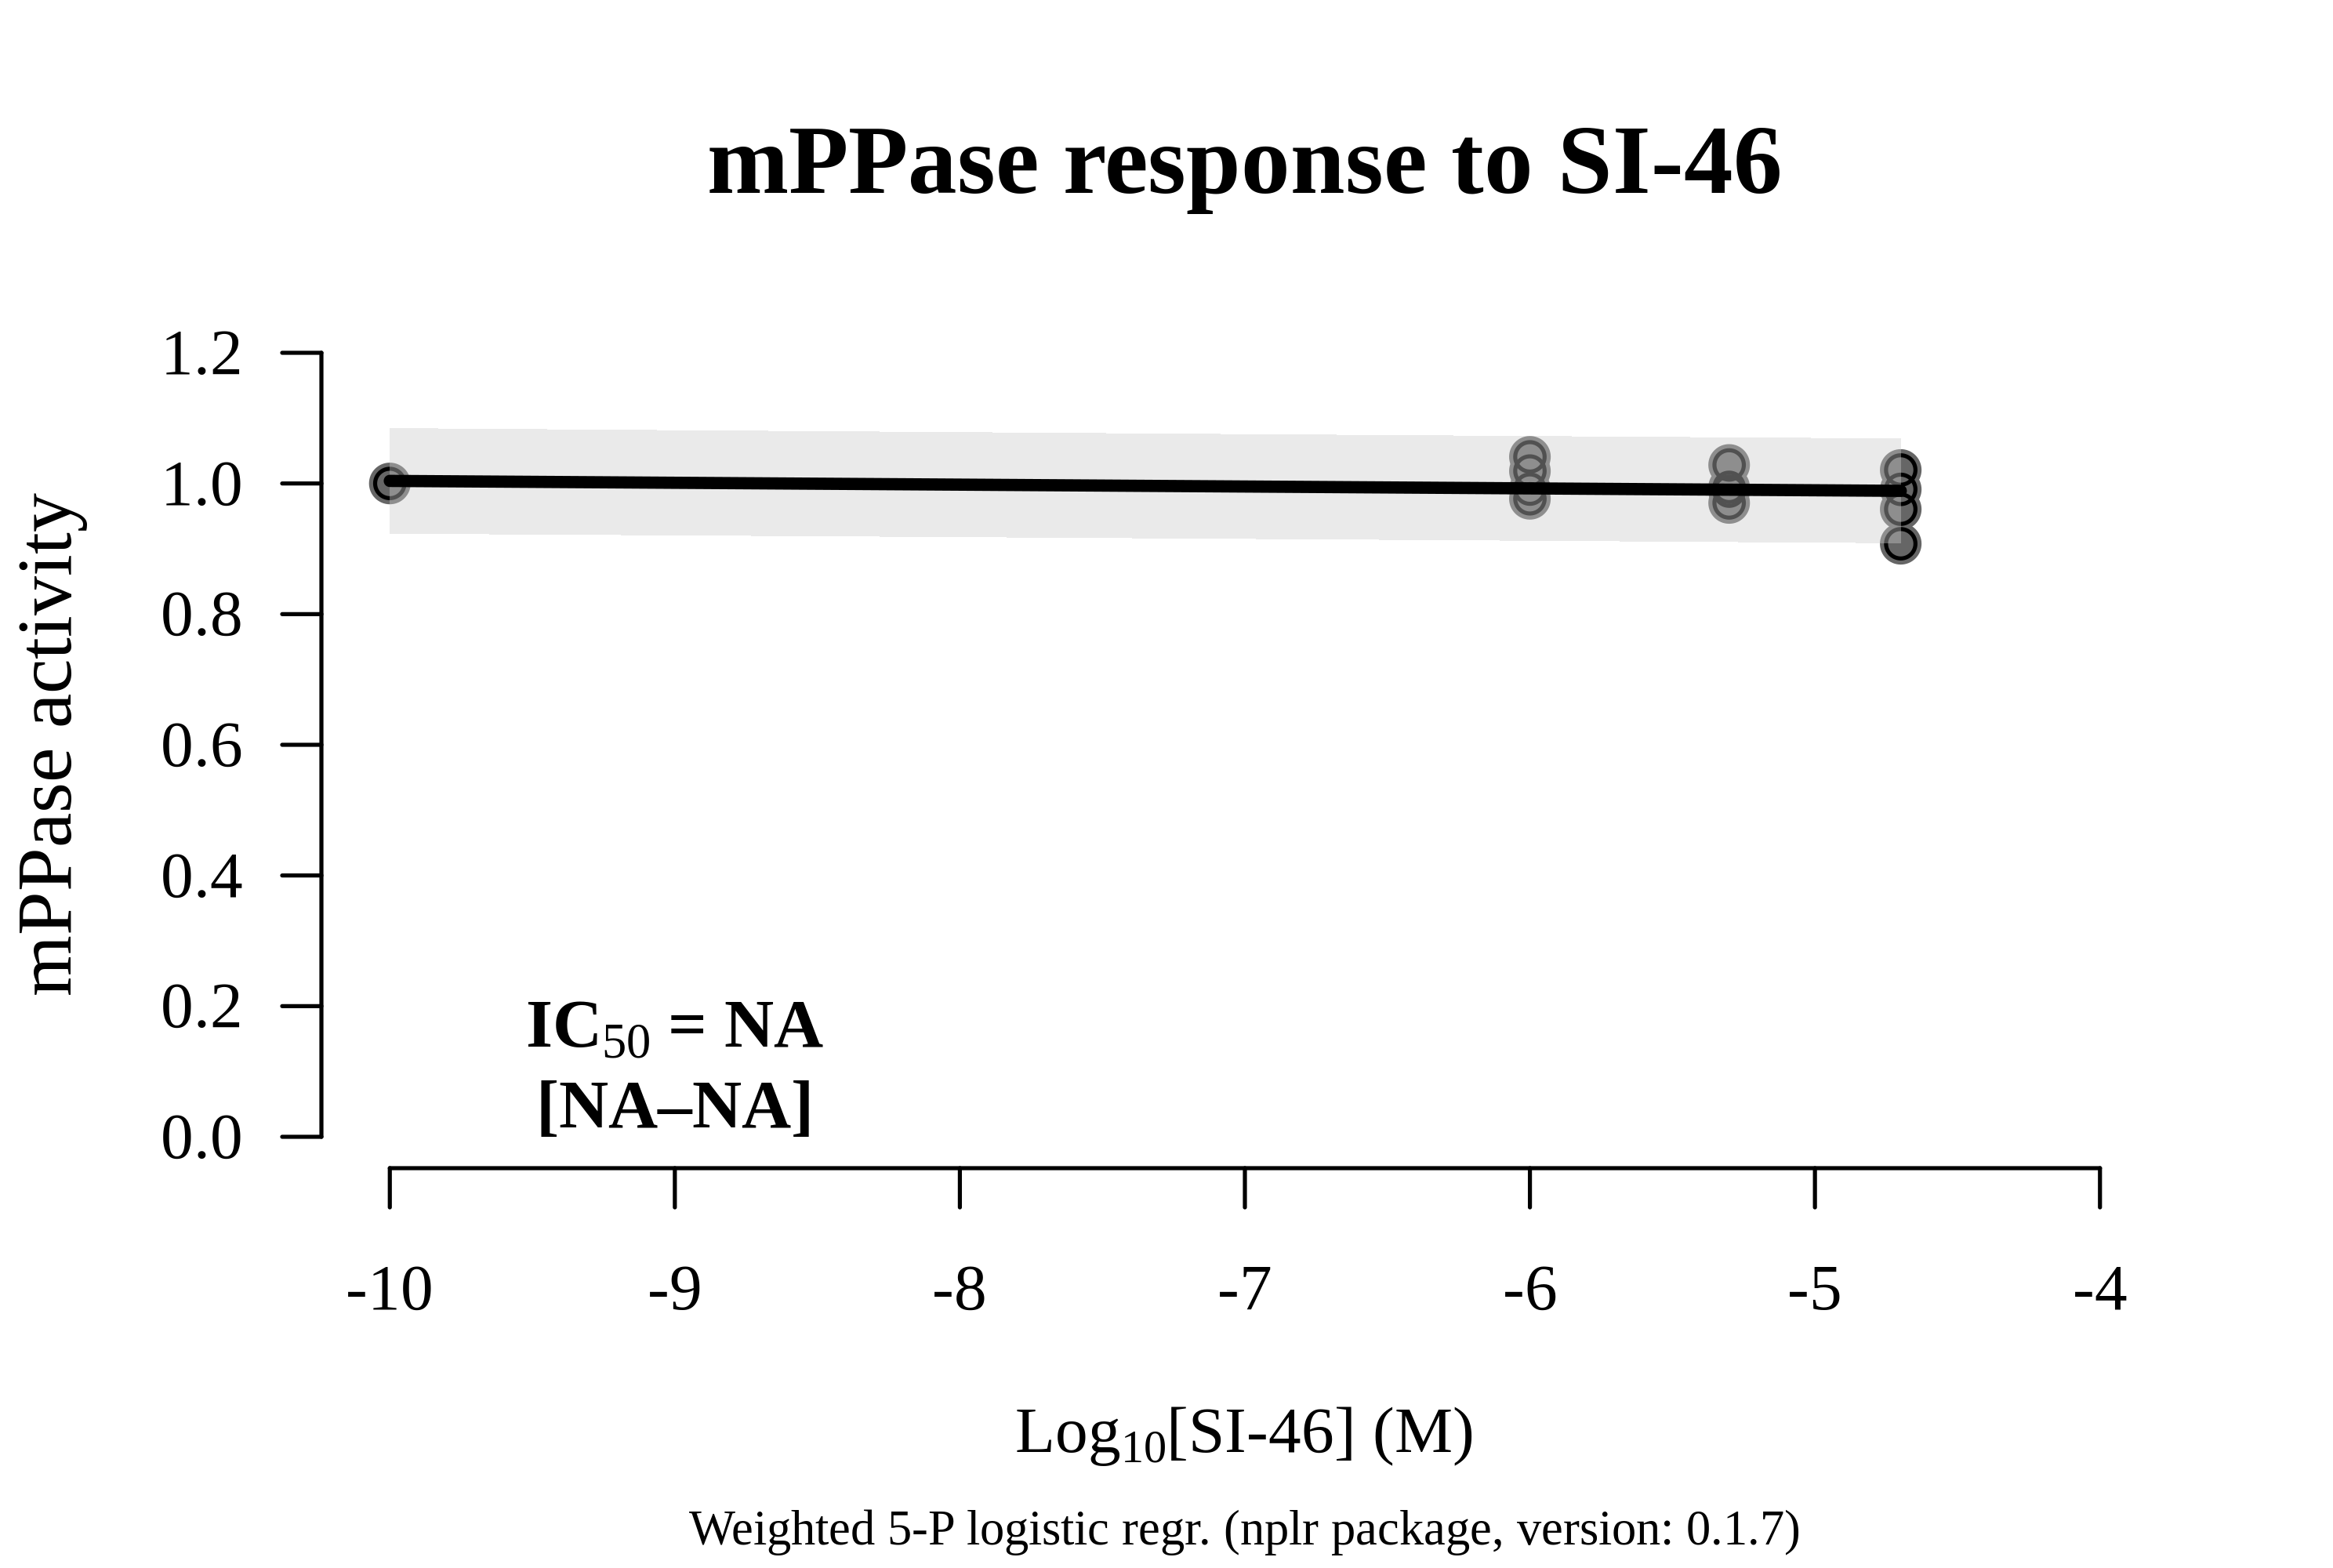 mPPase response to SI-46
mPPase activity
1.2
1.0
0.8
0.6
0.4
0.2
0.0
IC50 = NA
[NA–NA]
-10 -9 -8 -7 -6 -5 -4
Log10[SI-46] (M)
Weighted 5-P logistic regr. (nplr package, version: 0.1.7)